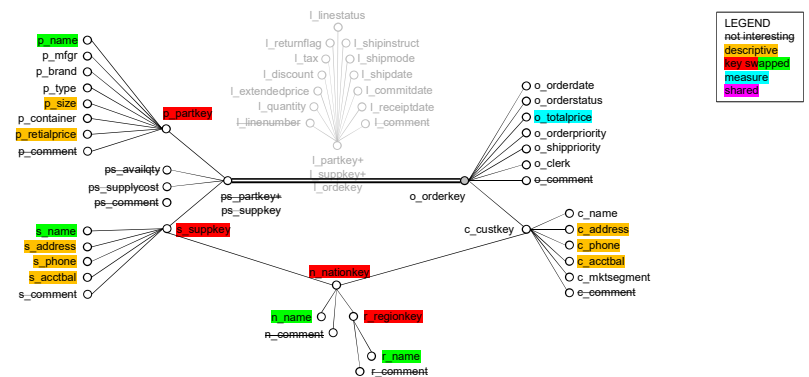 l_linestatus
l_returnflag
l_shipinstruct
l_tax
l_shipmode
l_discount
l_shipdate
l_extendedprice
l_commitdate
l_quantity
l_receiptdate
l_linenumber
l_comment
l_partkey+
l_suppkey+
l_ordekey
LEGEND
not interesting
descriptive
key swapped
measure
shared
p_name
p_mfgr
p_brand
p_type
p_size
p_container
p_retialprice
p_comment
p_partkey
ps_availqty
ps_supplycost
ps_comment
ps_partkey+
ps_suppkey
o_orderkey
o_orderdate
o_orderstatus
o_totalprice
o_orderpriority
o_shippriority
o_clerk
o_comment
s_name
s_address
s_phone
s_acctbal
s_comment
s_suppkey
c_custkey
c_name
c_address
c_phone
c_acctbal
c_mktsegment
c_comment
n_nationkey
n_name
n_comment
r_regionkey
r_name
r_comment